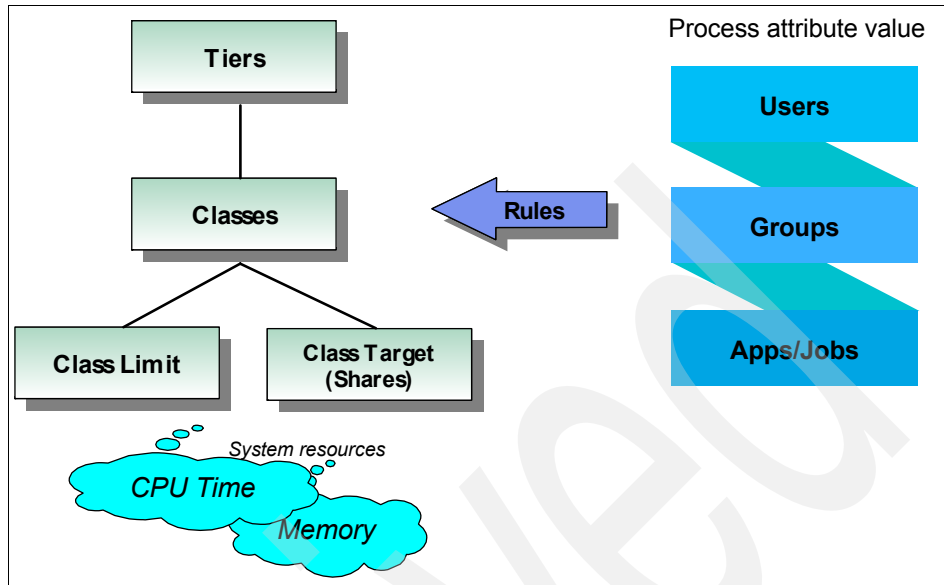 Process attribute value
Tiers
Users
Classes
Rules
Groups
Class Limit
Class Target
(Shares)
Apps/Jobs
System resources
CPU Time
Memory
ved